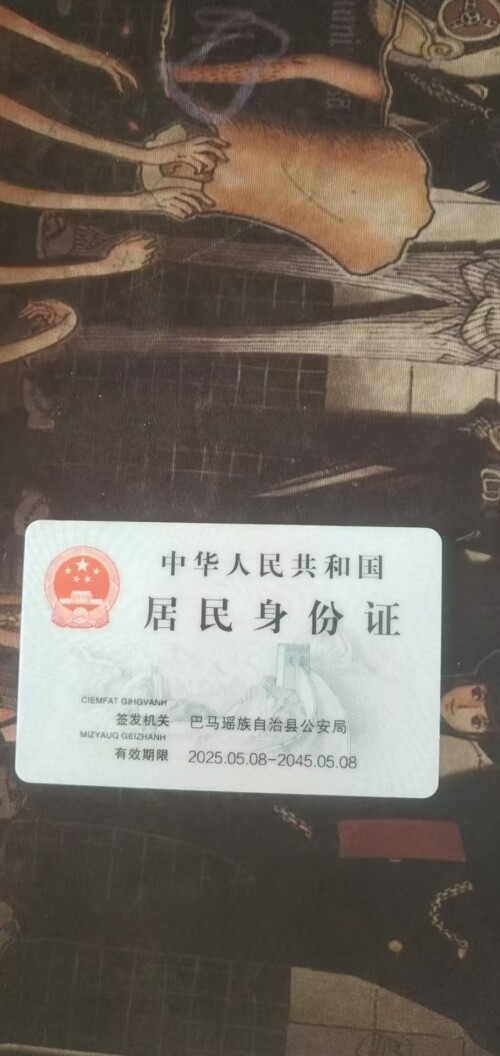 中华人民共和国
居民身份证
CIEMFAT GIHGVANH
签发机关 巴马瑶族自治县公安局
MIZYAUQ GEIZHANH
有效期限 2025.05.08-2045.05.08